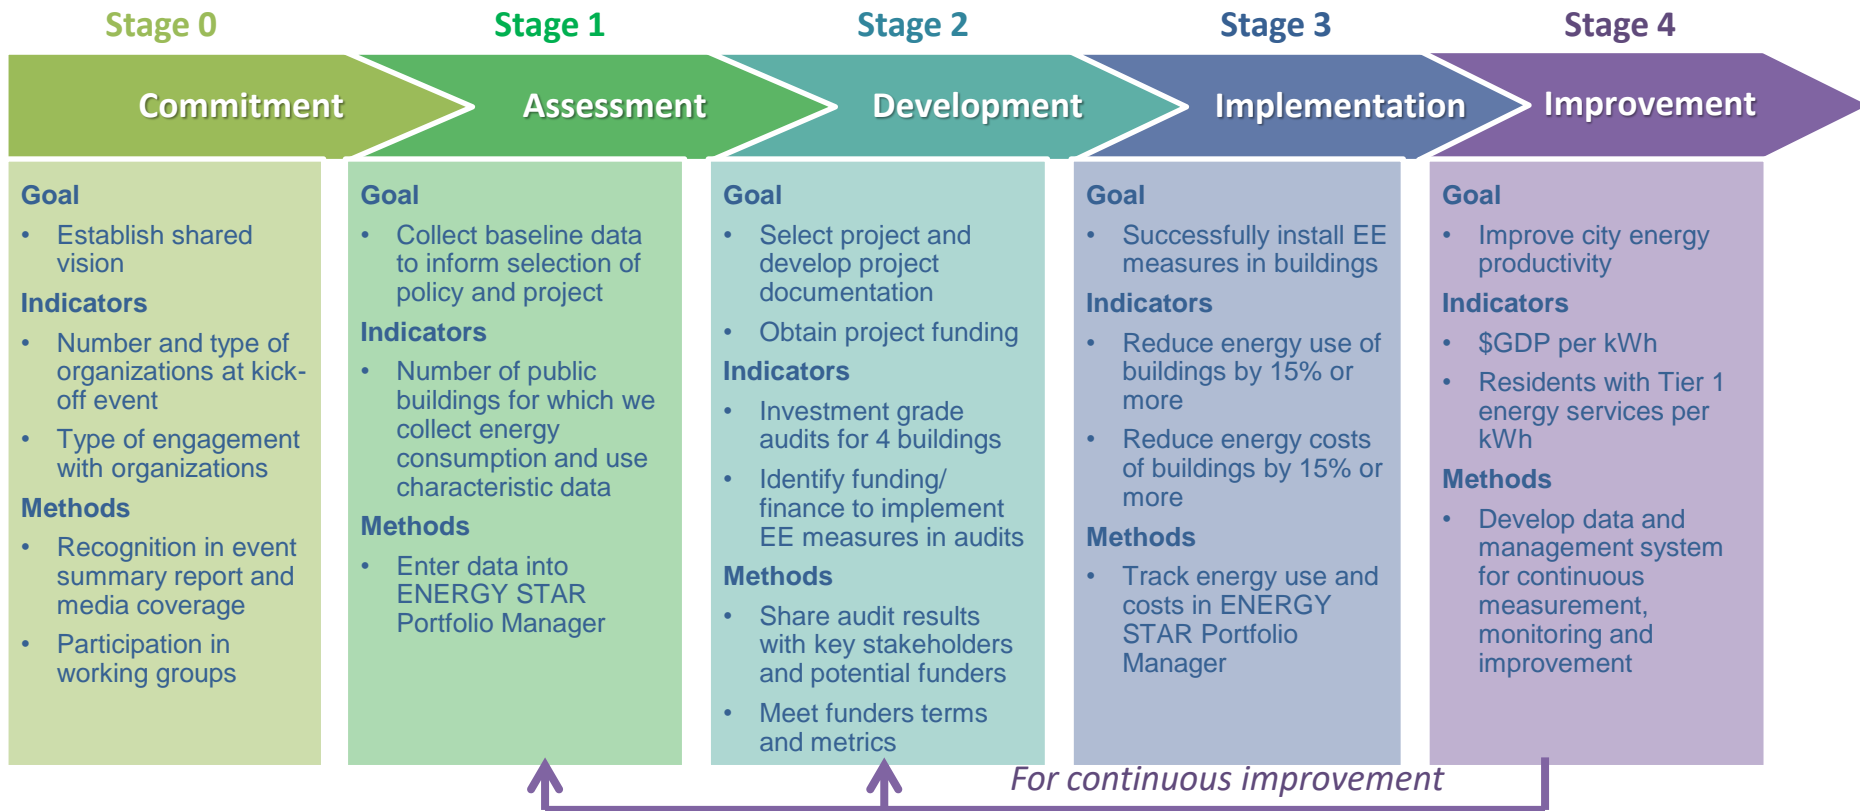 Stage 0
Stage 1
Stage 2
Stage 3
Stage 4
Commitment
Assessment
Development
Implementation
Improvement
Goal
• Establish shared
vision
Indicators
• Number and type of
organizations at kick-
off event
• Type of engagement
with organizations
Methods
• Recognition in event
summary report and
media coverage
• Participation in
working groups
Goal
• Collect baseline data
to inform selection of
policy and project
Indicators
• Number of public
buildings for which we
collect energy
consumption and use
characteristic data
Methods
• Enter data into
ENERGY STAR
Portfolio Manager
Goal
• Select project and
develop project
documentation
• Obtain project funding
Indicators
• Investment grade
audits for 4 buildings
• Identify funding/
finance to implement
EE measures in audits
Methods
• Share audit results
with key stakeholders
and potential funders
• Meet funders terms
and metrics
Goal
• Successfully install EE
measures in buildings
Indicators
• Reduce energy use of
buildings by 15% or
more
• Reduce energy costs
of buildings by 15% or
more
Methods
• Track energy use and
costs in ENERGY
STAR Portfolio
Manager
Goal
• Improve city energy
productivity
Indicators
• $GDP per kWh
• Residents with Tier 1
energy services per
kWh
Methods
• Develop data and
management system
for continuous
measurement,
monitoring and
improvement
For continuous improvement